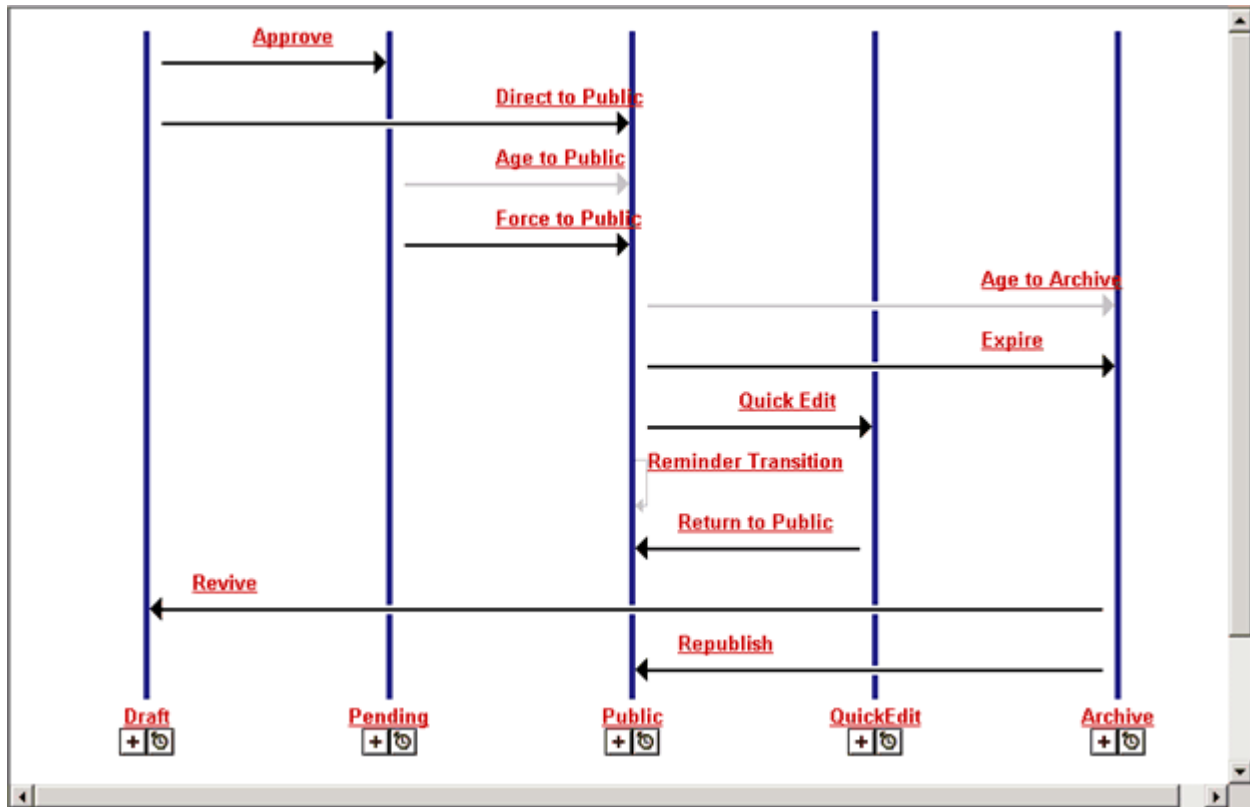 Approve
Direct to Public
Age to Public
Force to Public
Age to Archive
Expire
Quick Edit
Reminder Transition
Return to Public
Revive
Republish
Draft Pending Public QuickEdit Archive